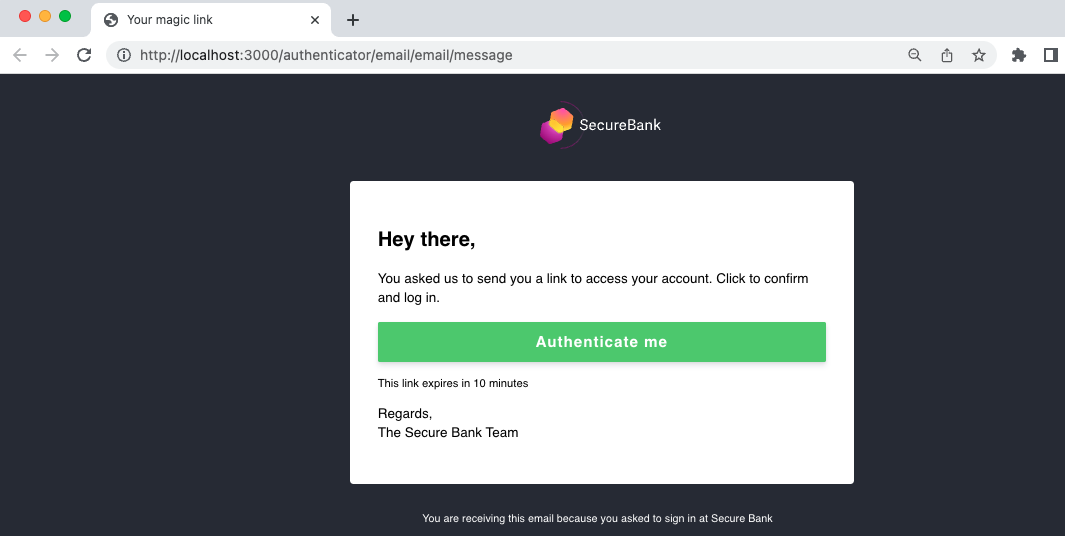 Your magic link
http://localhost:3000/authenticator/email/email/message
SecureBank
Hey there,
You asked us to send you a link to access your account. Click to confirm
and log in.
Authenticate me
This link expires in 10 minutes
Regards,
The Secure Bank Team
You are receiving this email because you asked to sign in at Secure Bank